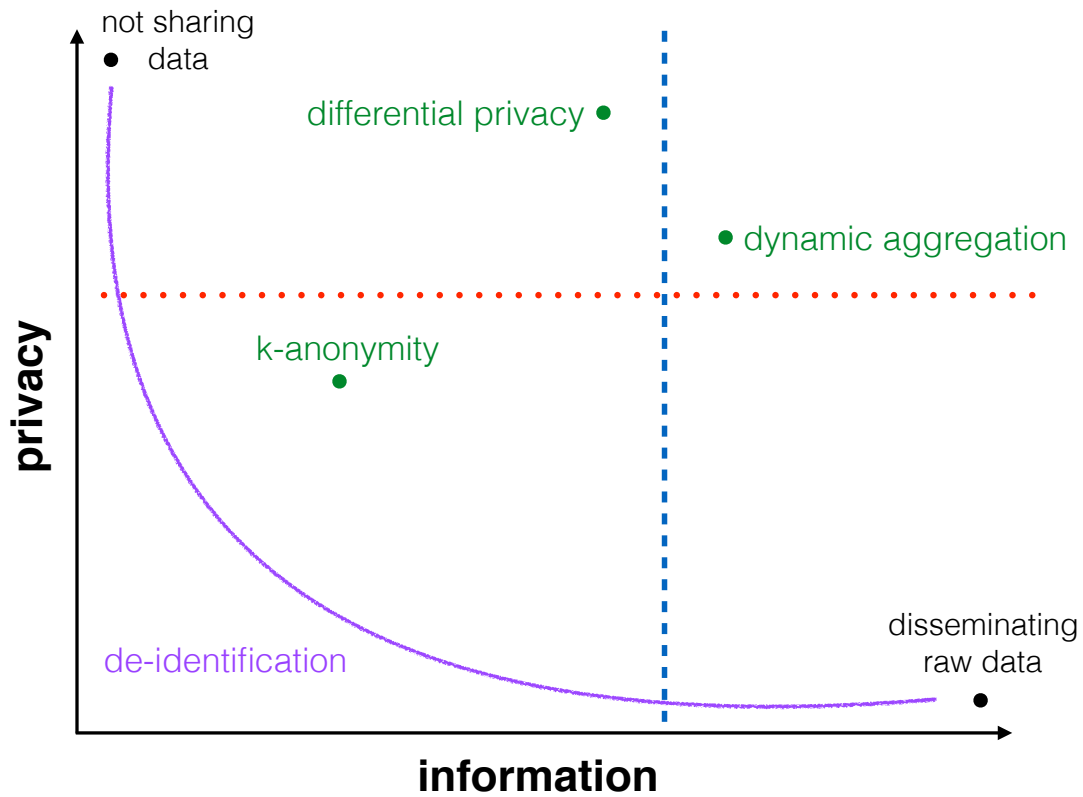 not sharing
data
differential privacy
dynamic aggregation
k-anonymity
privacy
de-identification
disseminating
raw data
information